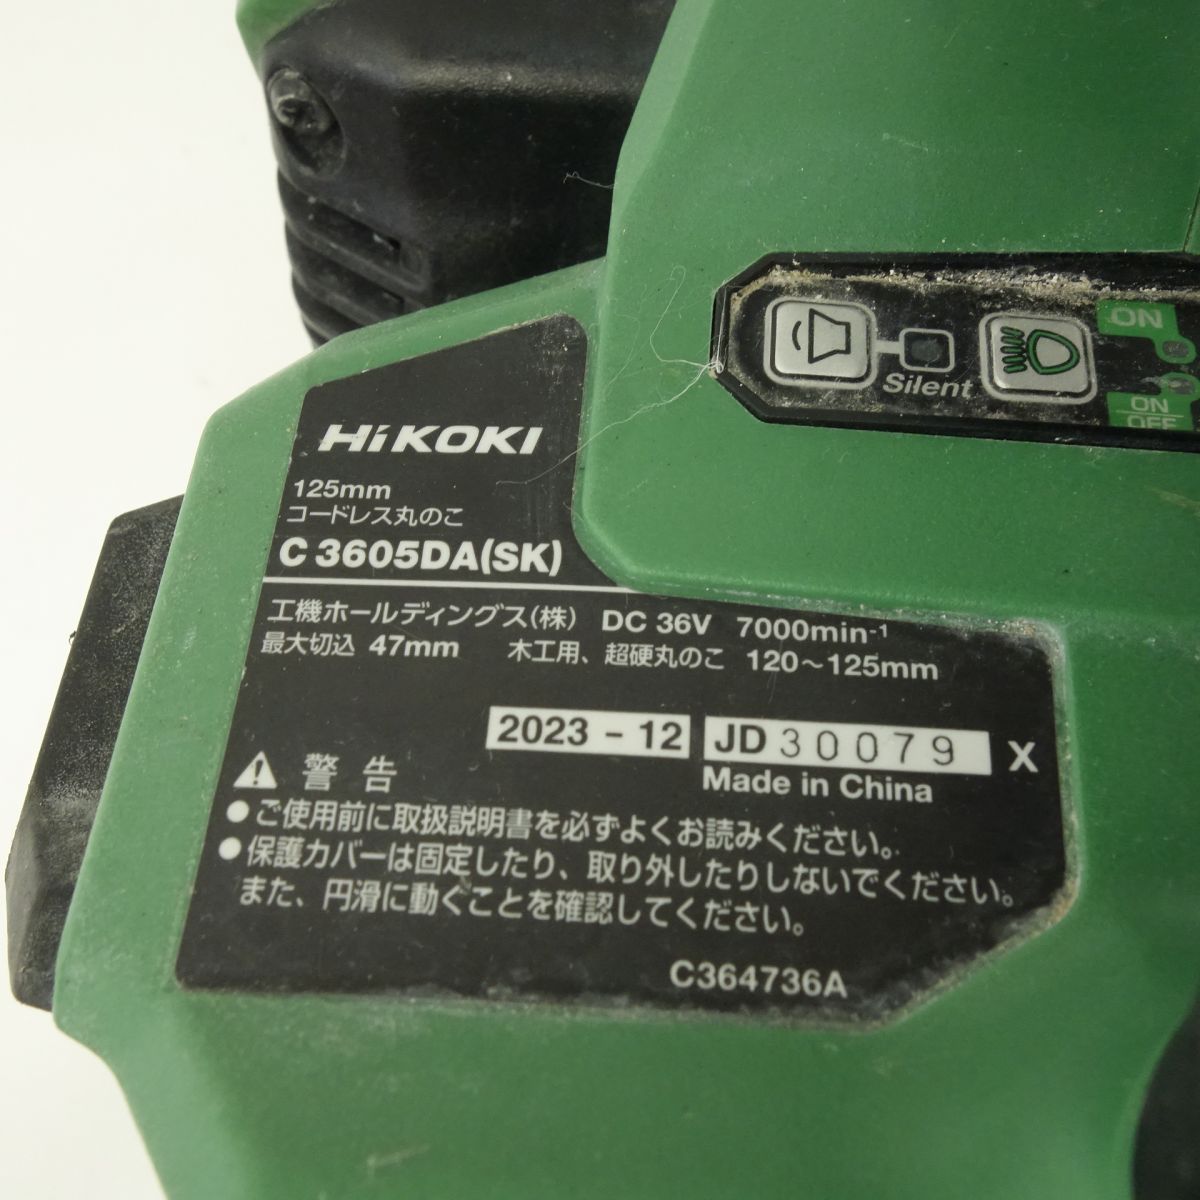 ON
Silent
ON
OFF
HiKOKI
125mm
コードレス丸のこ
C 3605DA(SK)
工機ホールディングス(株) DC 36V 7000min-1
最大切込 47mm 木工用、超硬丸のこ 120～125mm
2023 - 12 JD 30079 X
Made in China
警告
●ご使用前に取扱説明書を必ずよくお読みください。
●保護カバーは固定したり、取り外したりしないでください。
また、円滑に動くことを確認してください。
C364736A